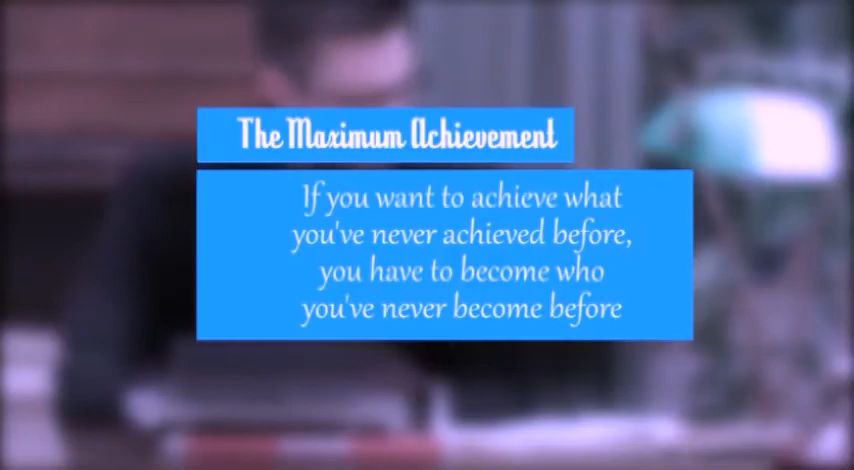 The Maximum Achievement
If you want to achieve what
you've never achieved before,
you have to become who
you've never become before